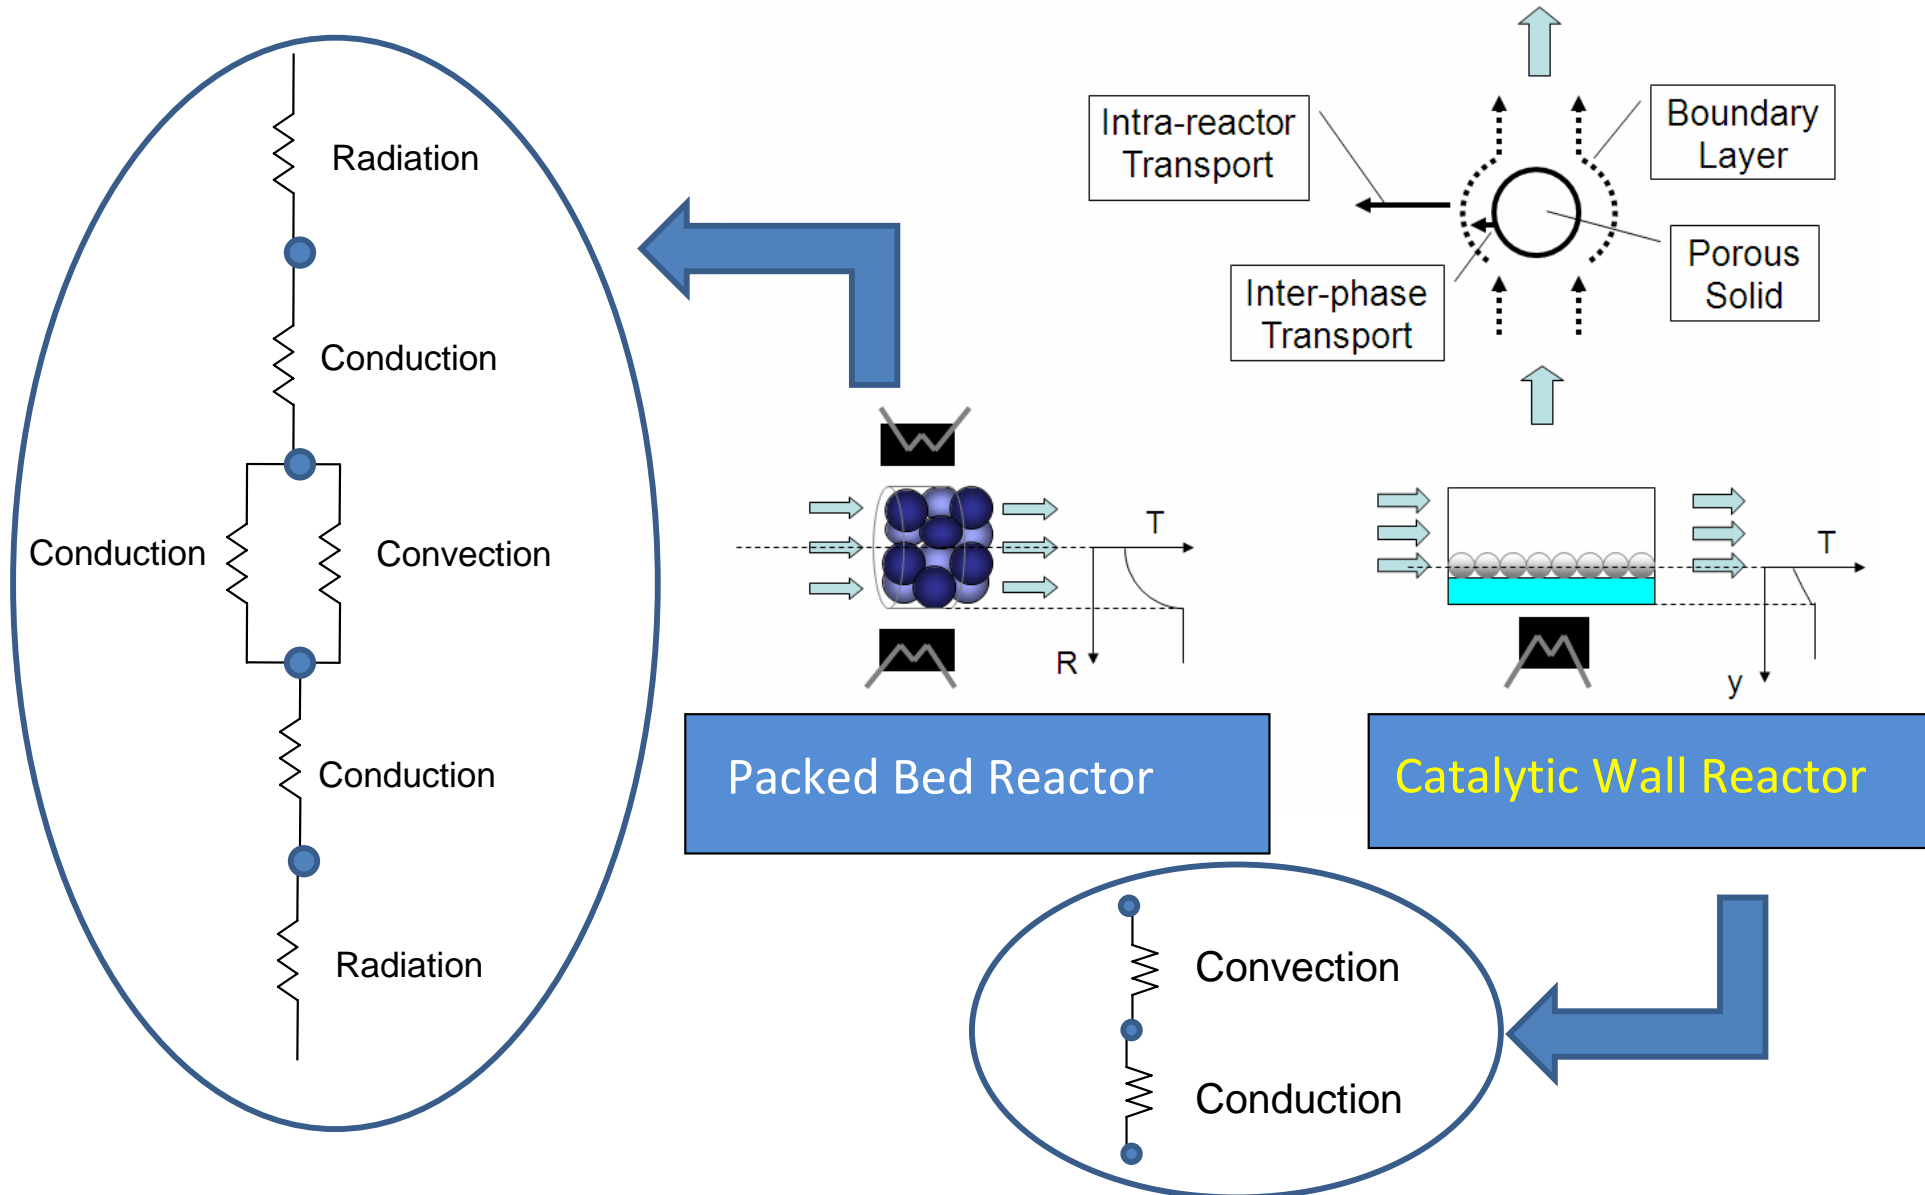 Radiation
Conduction
Conduction
Convection
Conduction
Radiation
Intra-reactor
Transport
Boundary
Layer
Inter-phase
Transport
Porous
Solid
T
R
T
y
Packed Bed Reactor
Catalytic Wall Reactor
Convection
Conduction